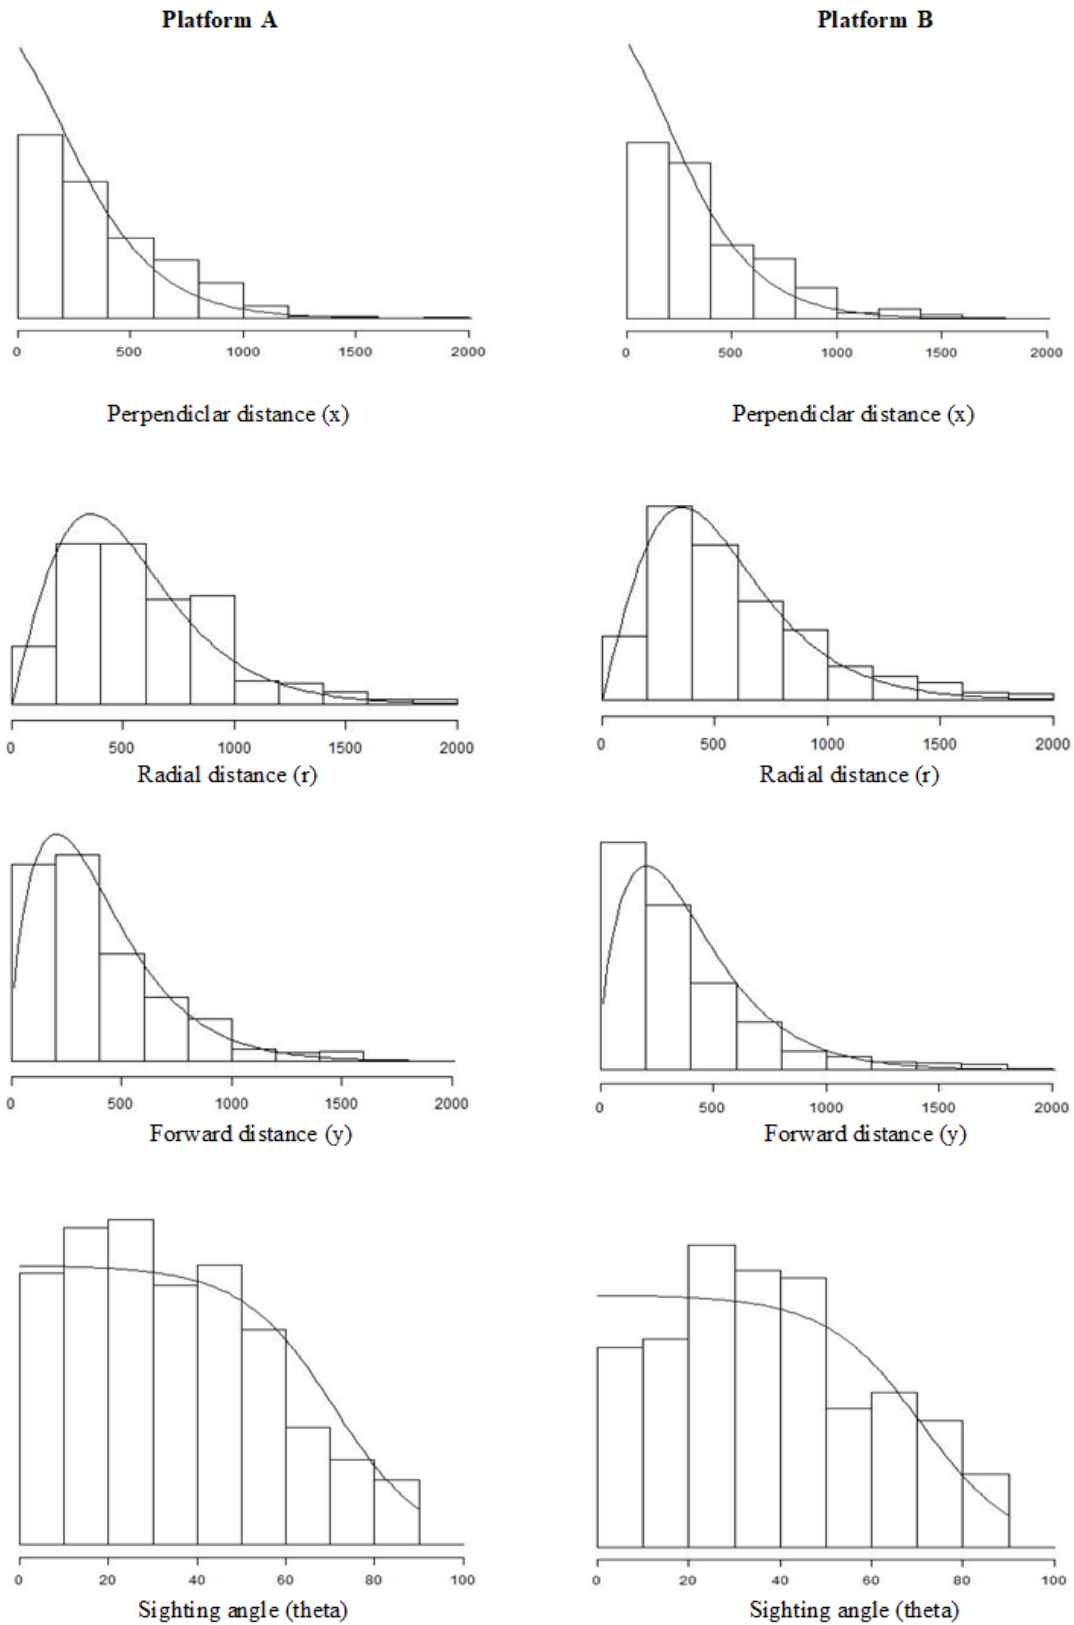 Platform A Platform B
0 500 1000 1500 2000 0 500 1000 1500 2000
Perpendiclar distance (x) Perpendiclar distance (x)
0 500 1000 1500 2000 0 500 1000 1500 2000
Radial distance (r) Radial distance (r)
0 500 1000 1500 2000 0 500 1000 1500 2000
Forward distance (y) Forward distance (y)
0 20 40 60 80 100 0 20 40 60 80 100
Sighting angle (theta) Sighting angle (theta)